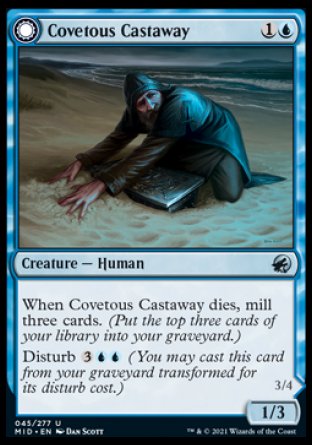 Covetous Castaway 1
Creature — Human
When Covetous Castaway dies, mill
three cards. (Put the top three cards of
your library into your graveyard.)
Disturb 3 (You may cast this card
from your graveyard transformed for
its disturb cost.)
3/4
1/3
045/277 U
MID • EN DAN SCOTT
™ & © 2021 Wizards of the Coast